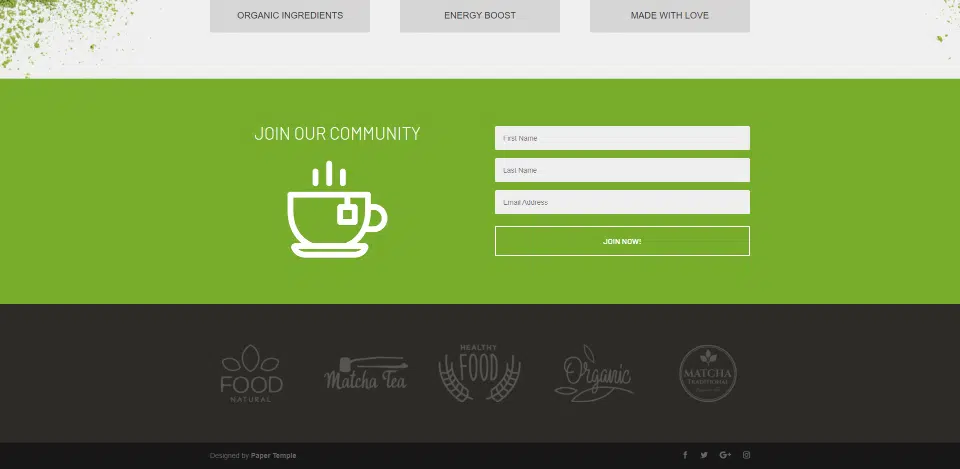 ORGANIC INGREDIENTS
ENERGY BOOST
MADE WITH LOVE
JOIN OUR COMMUNITY
First Name
Last Name
Email Address
JOIN NOW!
FOOD
NATURAL
Matcha Tea
HEALTHY
FOOD
Organic
MATCHA
TRADITIONAL
Designed by Paper Temple
G+